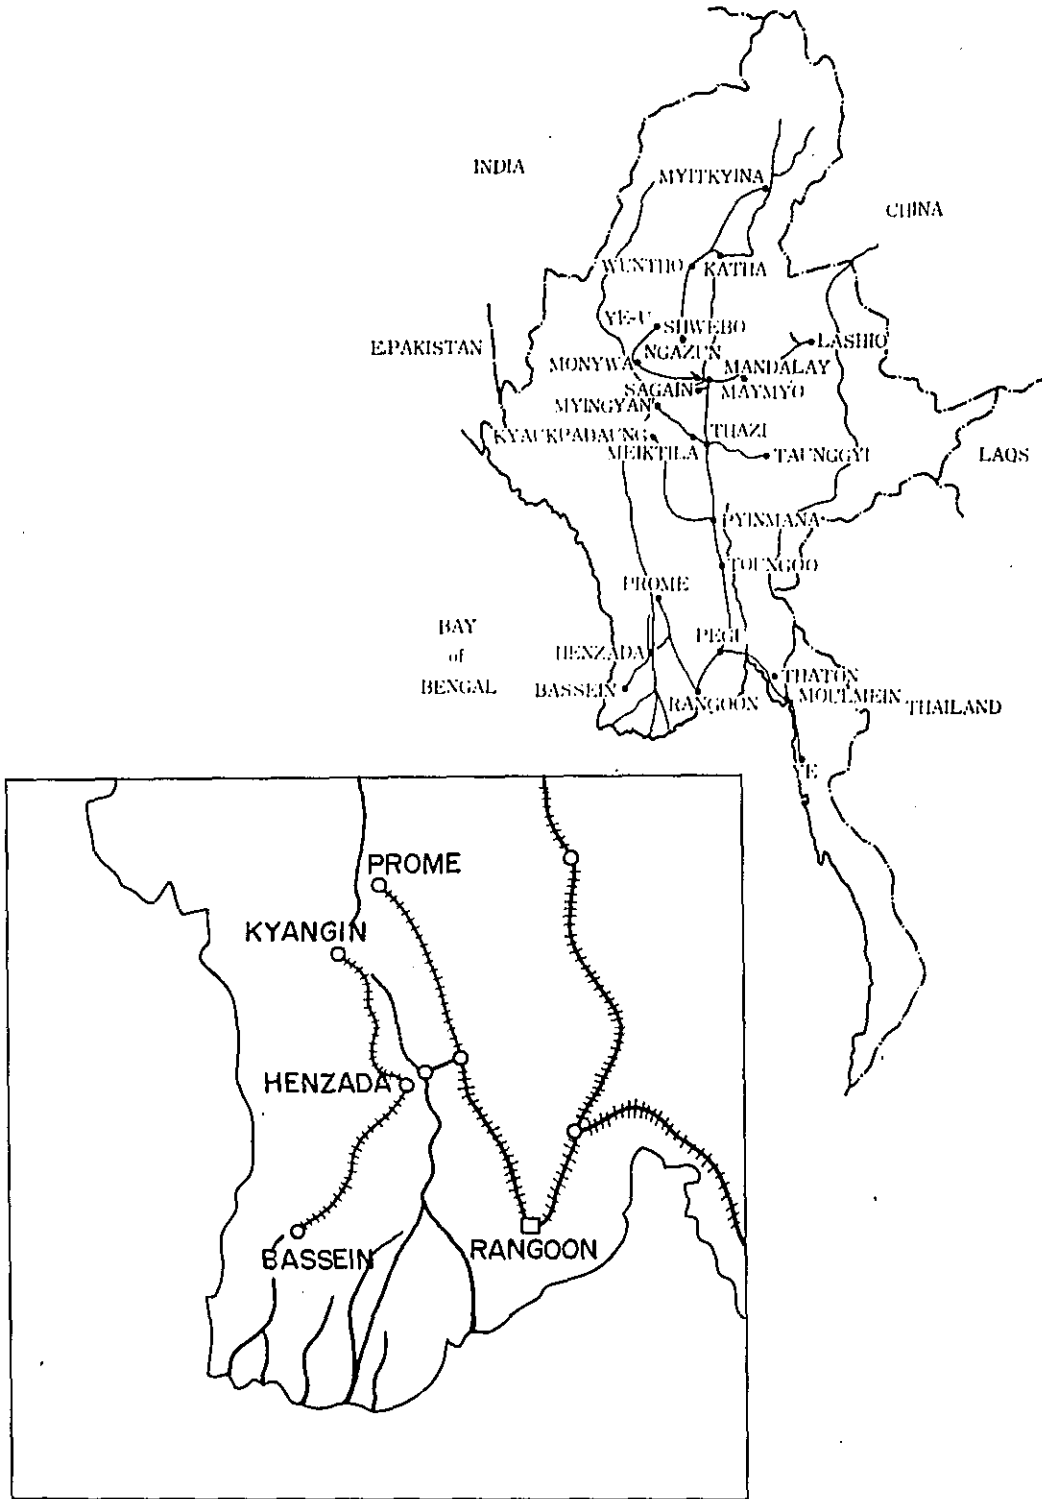 INDIA
MYITKYINA
CHINA
WUNTHO
KATHA
YE-U
SHWEBO
E.PAKISTAN
NGAZUN
LASHIO
MONYWA
MANDALAY
SAGAIN
MAYMYO
MYINGYAN
KYAUKPADAUNG
THAZI
MEIKTILA
TAUNGGYI
LAOS
PYINMANA
TOUNGOO
PROME
BAY
of
BENGAL
PEGU
HENZADA
THATON
BASSEIN
RANGOON
MOULMEIN
THAILAND
YE
PROME
KYANGIN
HENZADA
BASSEIN
RANGOON